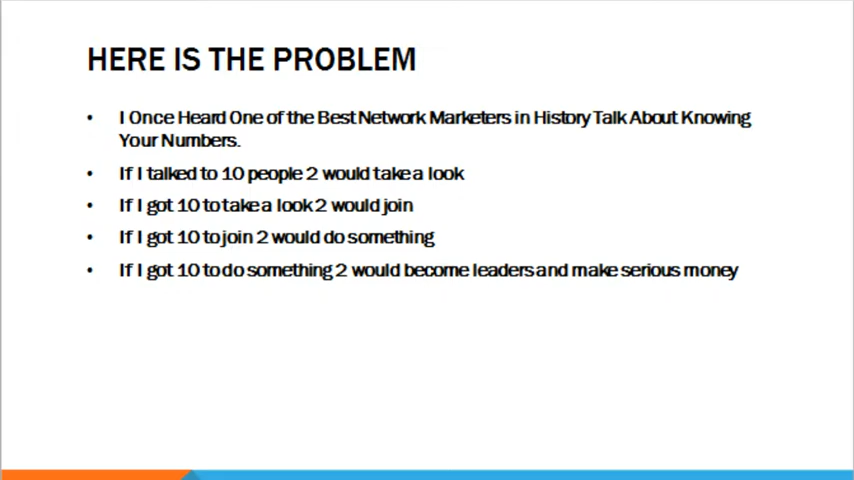 HERE IS THE PROBLEM
• I Once Heard One of the Best Network Marketers in History Talk About Knowing
Your Numbers.
• If I talked to 10 people 2 would take a look
• If I got 10 to take a look 2 would join
• If I got 10 to join 2 would do something
• If I got 10 to do something 2 would become leaders and make serious money